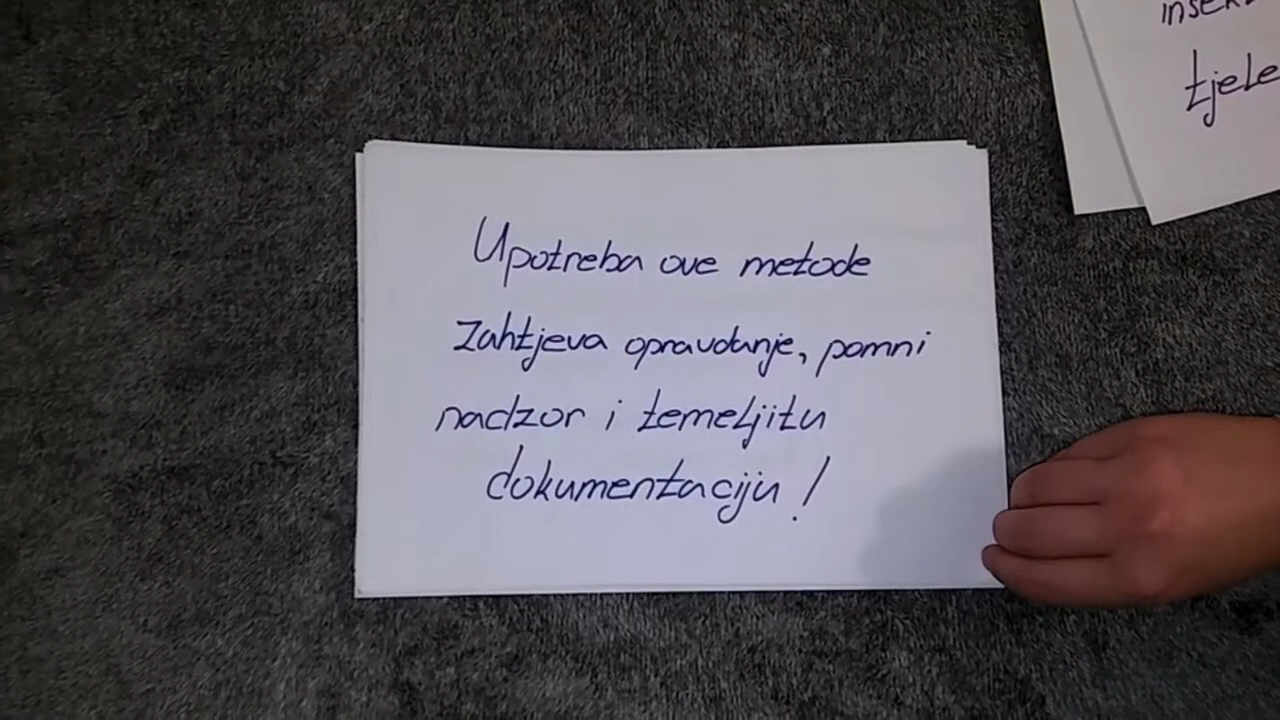 Upotreba ove metode
zahtjeva opravdanje, pomni
nadzor i temeljitu
dokumentaciju!